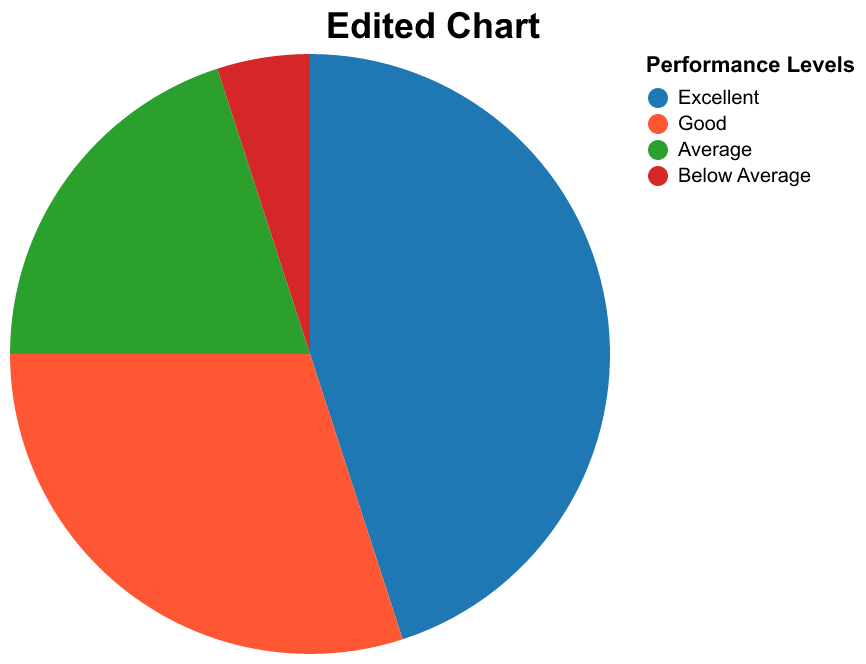 Edited Chart
Performance Levels
Excellent
Good
Average
Below Average